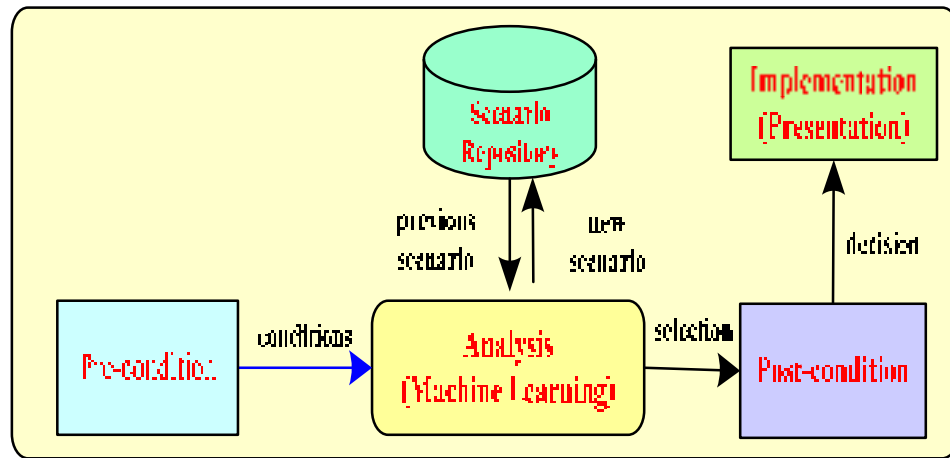 Scenario
Repository
Implementation
(Presentation)
previous
scenario
new
scenario
decision
Pre-condition
conditions
Analysis
(Machine Learning)
selection
Post-condition